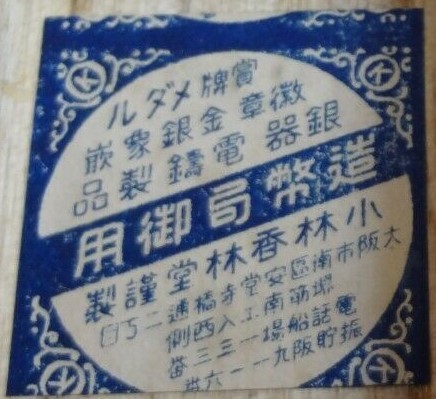 賞牌メダル
徽章金銀象嵌
銀器電鑄製品
造幣局御用
小林香林堂謹製
大阪市南區安堂寺橋通二丁目
堺筋南エ入西側
電話船場一三三
振貯阪九一一六